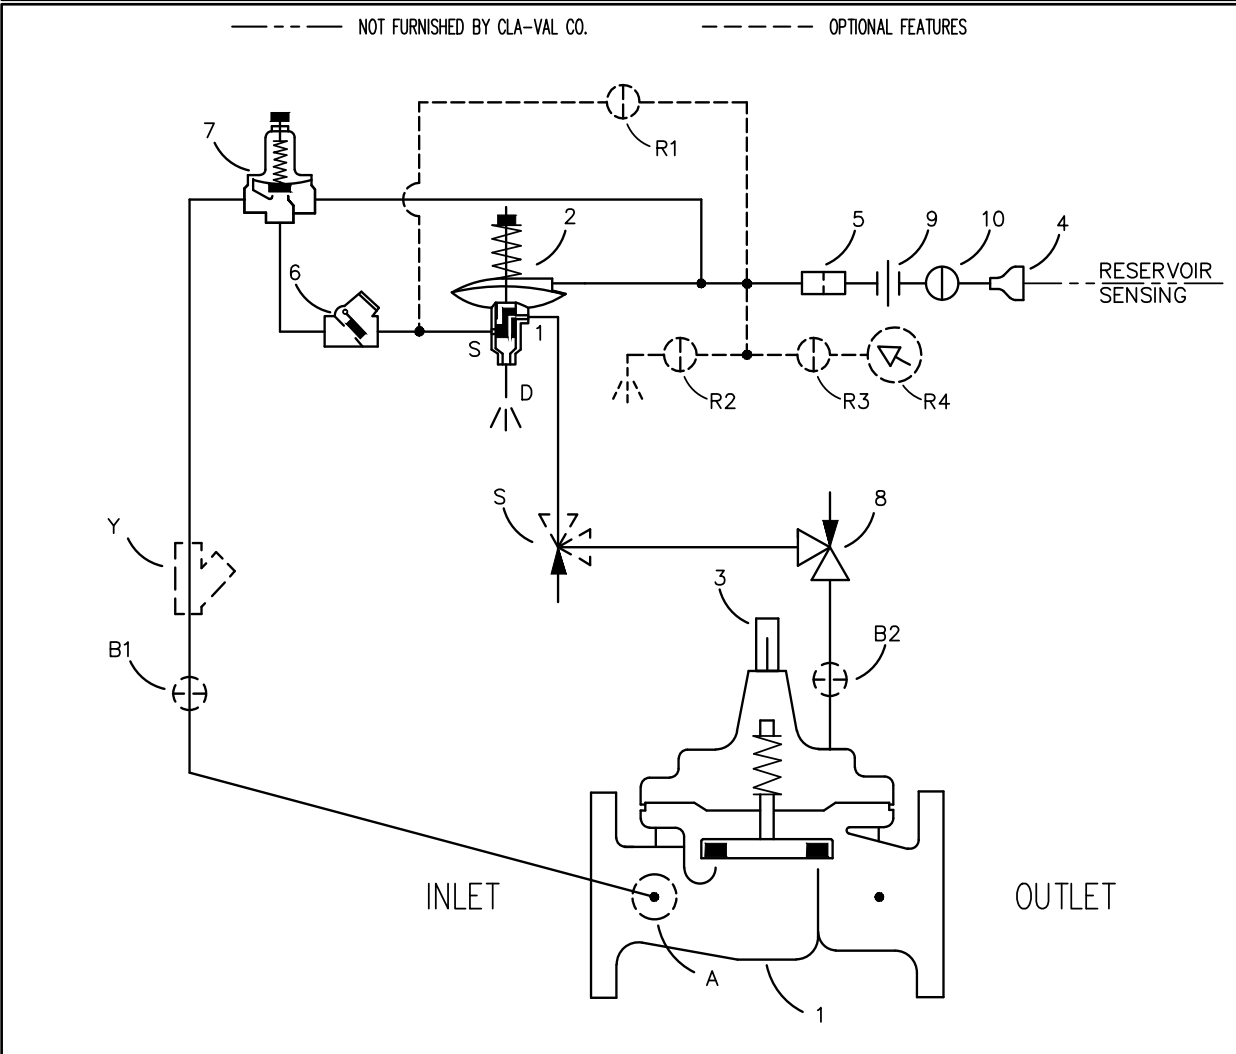 NOT FURNISHED BY CLA-VAL CO.
OPTIONAL FEATURES
7
R1
2
5
9
10
4
6
RESERVOIR
SENSING
S
1
D
R2
R3
R4
S
8
Y
3
B1
B2
INLET
OUTLET
A
1